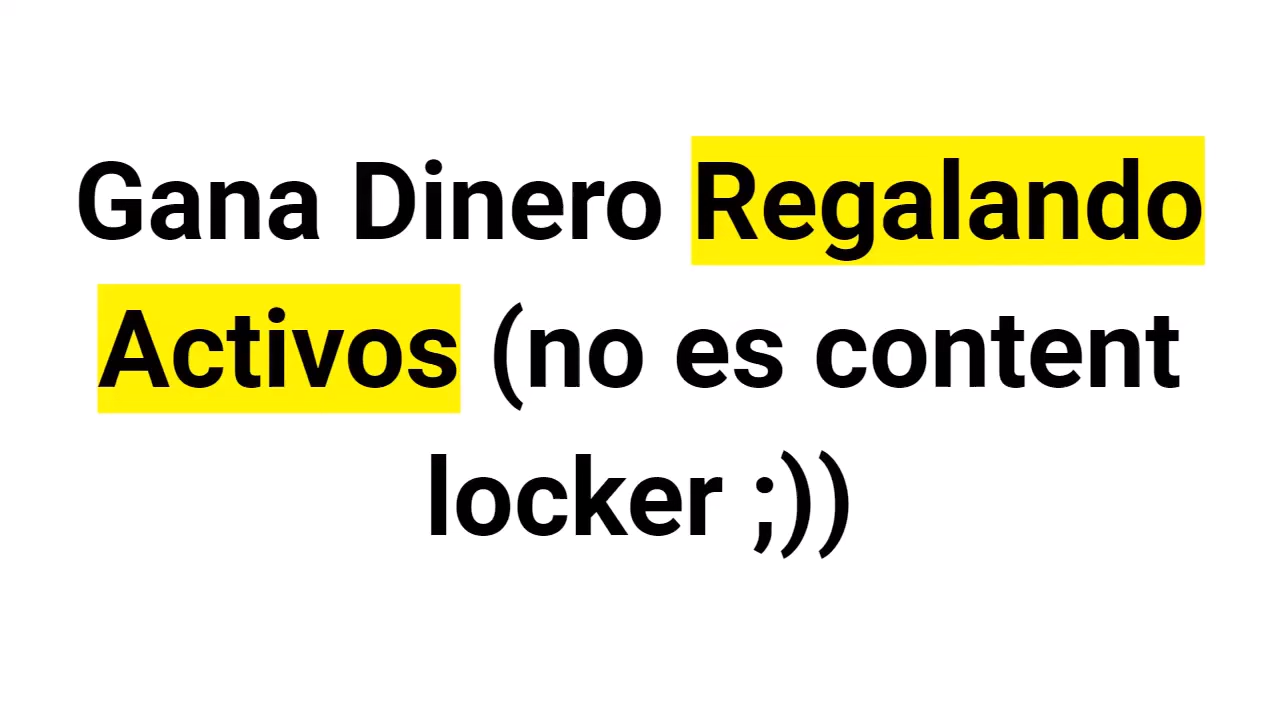 Gana Dinero Regalando
Activos (no es content
locker ;))